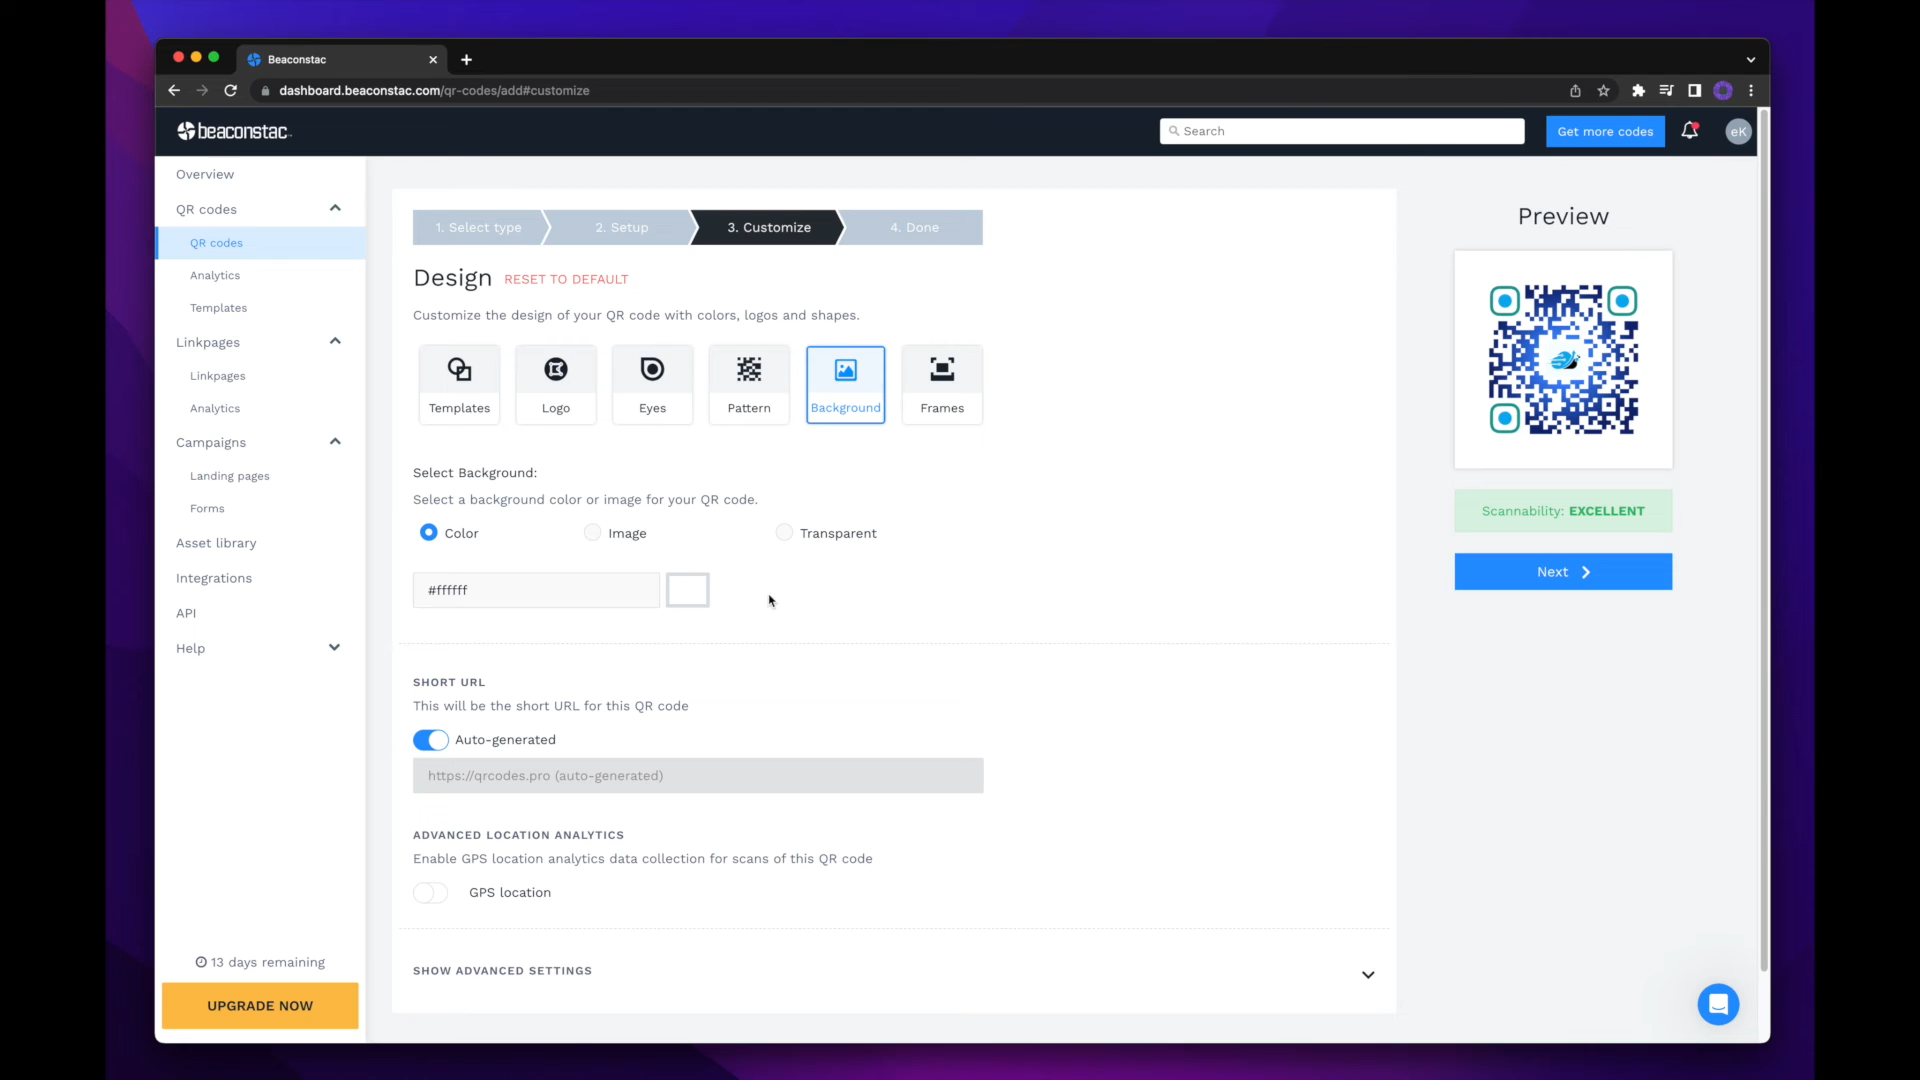 Beaconstac
dashboard.beaconstac.com/qr-codes/add#customize
beaconstac
Search
Get more codes
eK
Overview
QR codes
QR codes
Analytics
Templates
Linkpages
Linkpages
Analytics
Campaigns
Landing pages
Forms
Asset library
Integrations
API
Help
13 days remaining
UPGRADE NOW
1. Select type
2. Setup
3. Customize
4. Done
Design RESET TO DEFAULT
Customize the design of your QR code with colors, logos and shapes.
Templates
Logo
Eyes
Pattern
Background
Frames
Select Background:
Select a background color or image for your QR code.
Color
Image
Transparent
#ffffff
SHORT URL
This will be the short URL for this QR code
Auto-generated
https://qrcodes.pro (auto-generated)
ADVANCED LOCATION ANALYTICS
Enable GPS location analytics data collection for scans of this QR code
GPS location
SHOW ADVANCED SETTINGS
Preview
Scannability: EXCELLENT
Next